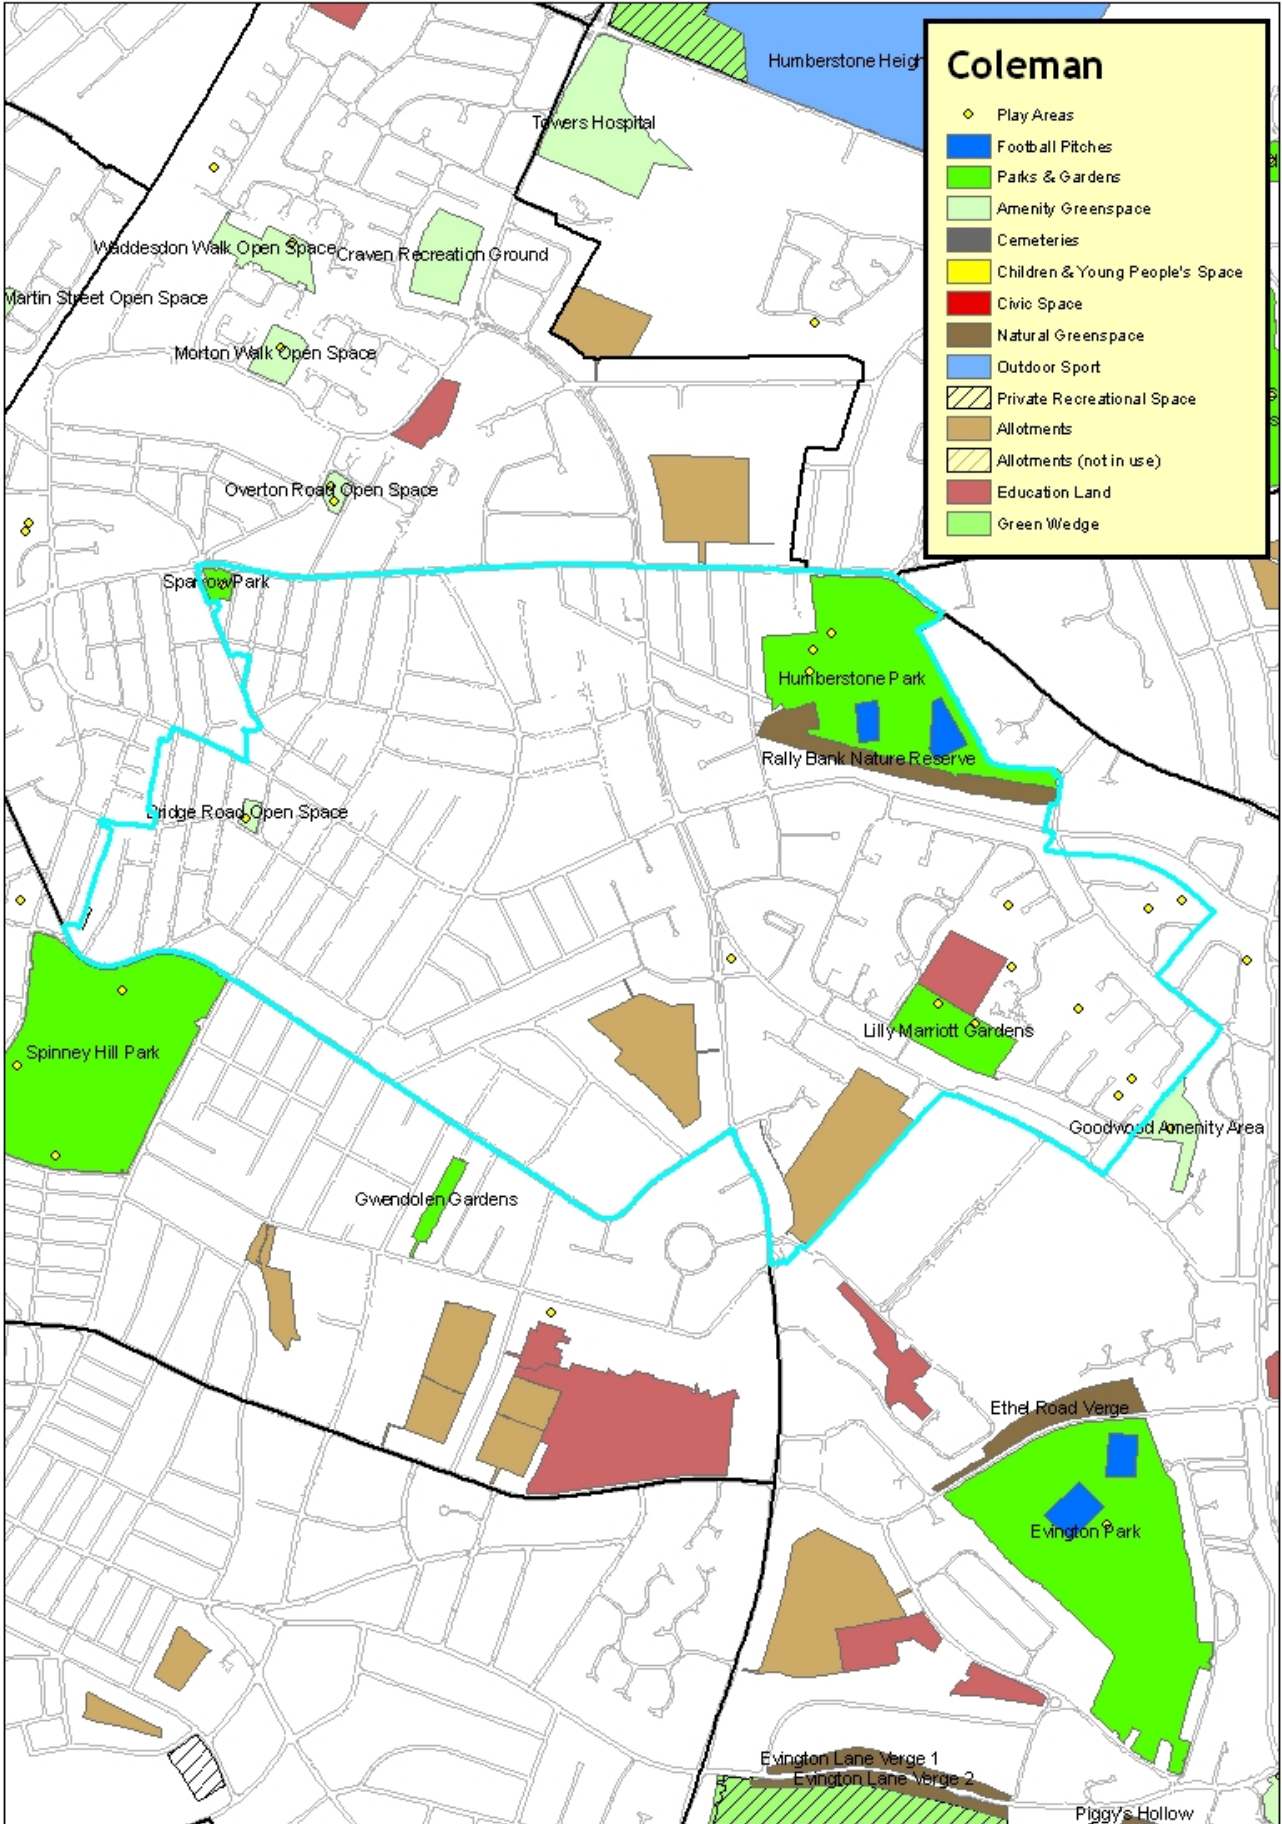 Humberstone Heigh
Coleman
Play Areas
Football Pitches
Parks & Gardens
Amenity Greenspace
Cemeteries
Children & Young People's Space
Civic Space
Natural Greenspace
Outdoor Sport
Private Recreational Space
Allotments
Allotments (not in use)
Education Land
Green Wedge
Towers Hospital
Waddesdon Walk Open Space
Craven Recreation Ground
Martin Street Open Space
Morton Walk Open Space
Overton Road Open Space
Sparrow Park
Humberstone Park
Rally Bank Nature Reserve
Bridge Road Open Space
Lilly Marriott Gardens
Spinney Hill Park
Goodwood Amenity Area
Gwendolen Gardens
Ethel Road Verge
Evington Park
Evington Lane Verge 1
Evington Lane Verge 2
Piggy's Hollow